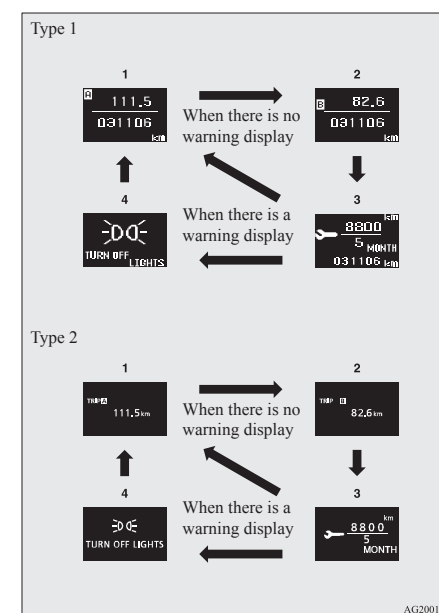 Type 1
1
2
A
111.5
031106
km
When there is no
warning display
B
82.6
031106
km
4
3
TURN OFF
LIGHTS
When there is a
warning display
km
8800
5 MONTH
031106 km
Type 2
1
2
TRIP A
111.5 km
When there is no
warning display
TRIP B
82.6 km
4
3
TURN OFF LIGHTS
When there is a
warning display
km
8800
5
MONTH
AG2001